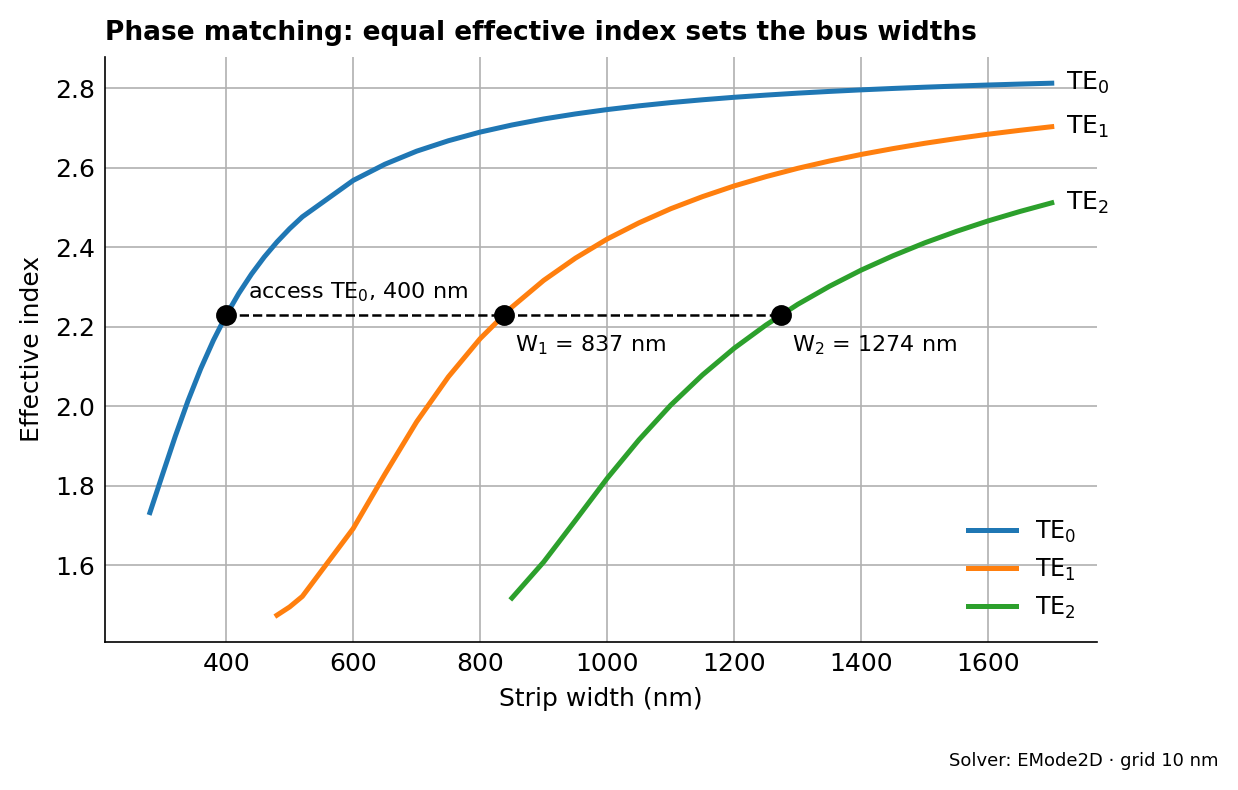 Phase matching: equal effective index sets the bus widths
Effective index
2.8
2.6
2.4
2.2
2.0
1.8
1.6
TE₀
TE₁
TE₂
access TE₀, 400 nm
W₁ = 837 nm
W₂ = 1274 nm
TE₀
TE₁
TE₂
400 600 800 1000 1200 1400 1600
Strip width (nm)
Solver: EMode2D · grid 10 nm